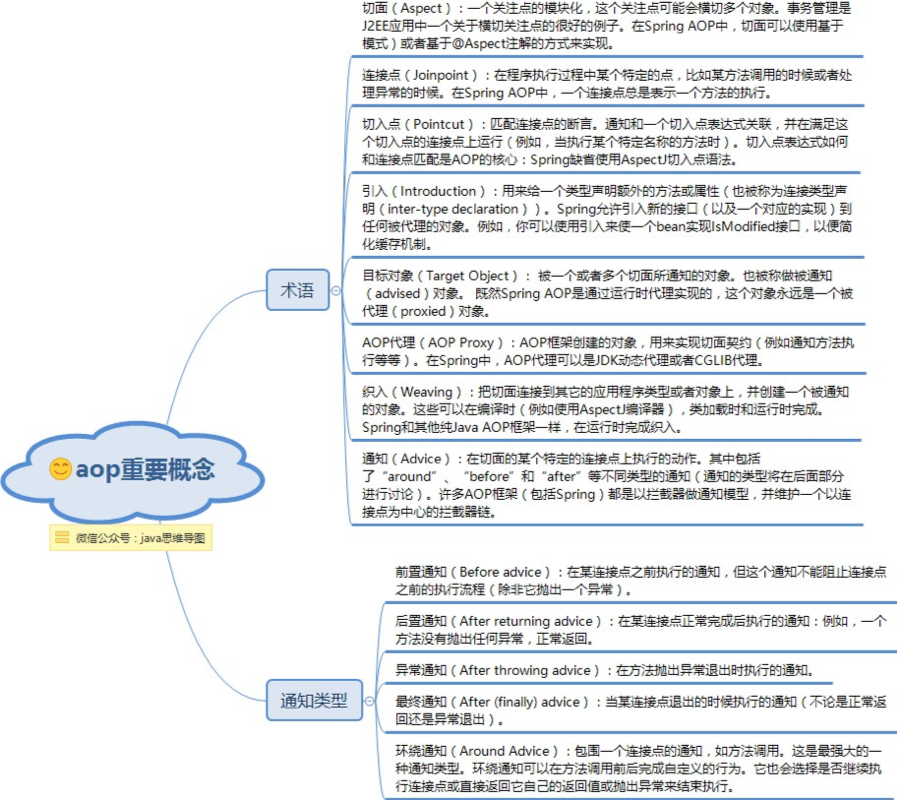 切面（Aspect）：一个关注点的模块化，这个关注点可能会横切多个对象。事务管理是
J2EE应用中一个关于横切关注点的很好的例子。在Spring AOP中，切面可以使用基于
模式）或者基于@Aspect注解的方式来实现。
连接点（Joinpoint）：在程序执行过程中某个特定的点，比如某方法调用的时候或者处
理异常的时候。在Spring AOP中，一个连接点总是表示一个方法的执行。
切入点（Pointcut）：匹配连接点的断言。通知和一个切入点表达式关联，并在满足这
个切入点的连接点上运行（例如，当执行某个特定名称的方法时）。切入点表达式如何
和连接点匹配是AOP的核心：Spring缺省使用AspectJ切入点语法。
引入（Introduction）：用来给一个类型声明额外的方法或属性（也被称为连接类型声
明（inter-type declaration））。Spring允许引入新的接口（以及一个对应的实现）到
任何被代理的对象。例如，你可以使用引入来使一个bean实现IsModified接口，以便简
化缓存机制。
术语
目标对象（Target Object）： 被一个或者多个切面所通知的对象。也被称做被通知
（advised）对象。 既然Spring AOP是通过运行时代理实现的，这个对象永远是一个被
代理（proxied）对象。
AOP代理（AOP Proxy）：AOP框架创建的对象，用来实现切面契约（例如通知方法执
行等等）。在Spring中，AOP代理可以是JDK动态代理或者CGLIB代理。
织入（Weaving）：把切面连接到其它的应用程序类型或者对象上，并创建一个被通知
的对象。这些可以在编译时（例如使用AspectJ编译器），类加载时和运行时完成。
Spring和其他纯Java AOP框架一样，在运行时完成织入。
通知（Advice）：在切面的某个特定的连接点上执行的动作。其中包括
了“around”、“before”和“after”等不同类型的通知（通知的类型将在后面部分
进行讨论）。许多AOP框架（包括Spring）都是以拦截器做通知模型，并维护一个以连
接点为中心的拦截器链。
aop重要概念
微信公众号：java思维导图
前置通知（Before advice）：在某连接点之前执行的通知，但这个通知不能阻止连接点
之前的执行流程（除非它抛出一个异常）。
后置通知（After returning advice）：在某连接点正常完成后执行的通知：例如，一个
方法没有抛出任何异常，正常返回。
异常通知（After throwing advice）：在方法抛出异常退出时执行的通知。
通知类型
最终通知（After (finally) advice）：当某连接点退出的时候执行的通知（不论是正常返
回还是异常退出）。
环绕通知（Around Advice）：包围一个连接点的通知，如方法调用。这是最强大的一
种通知类型。环绕通知可以在方法调用前后完成自定义的行为。它也会选择是否继续执
行连接点或直接返回它自己的返回值或抛出异常来结束执行。